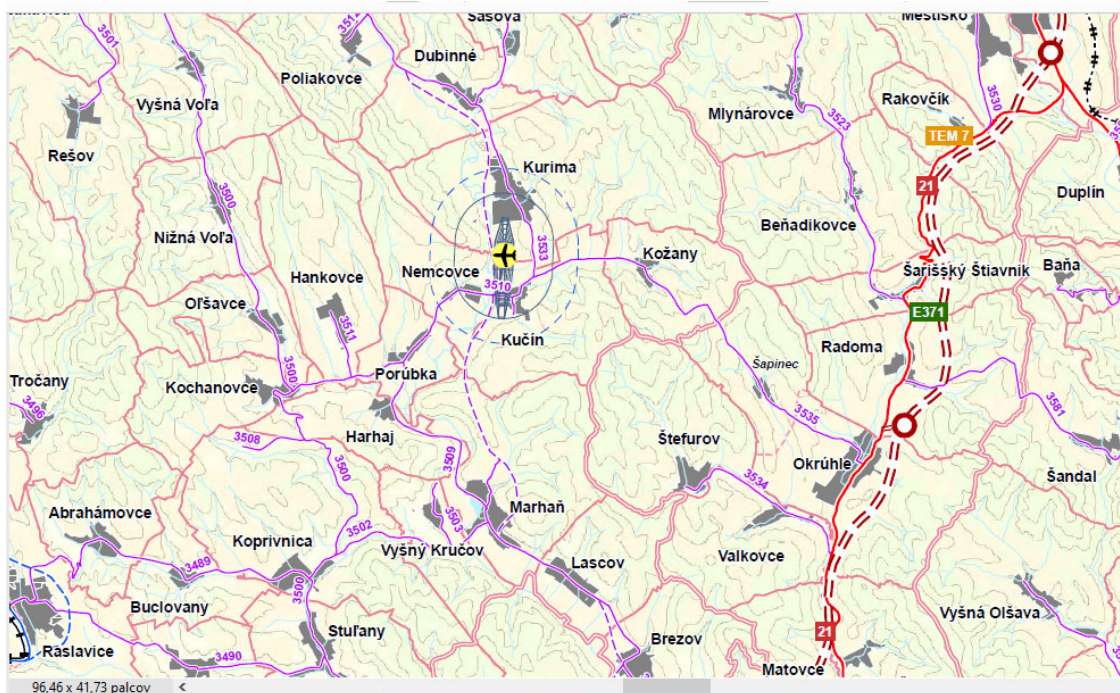 3512
Sašová
Mestisko
3501
Dubinné
Poliakovce
Vyšná Voľa
Mlynárovce
3523
Rakovčík
3530
TEM 7
Rešov
Kurima
21
Duplín
3500
Beňadikovce
Nižná Voľa
3533
Kožany
Hankovce
Nemcovce
Šarišský Štiavnik
Baňa
3510
Oľšavce
3511
E371
Kučín
Radoma
Šapinec
Tročany
3500
Porúbka
Kochanovce
3496
3535
3581
3508
Harhaj
Štefurov
Okrúhle
3500
3509
3534
Šandal
Abrahámovce
3502
3503
Marhaň
Koprivnica
Vyšný Kručov
Valkovce
3489
Lascov
3500
Buclovany
Vyšná Olšava
Stuľany
21
Brezov
Raslavice
3490
Matovce
96,46 x 41,73 palcov